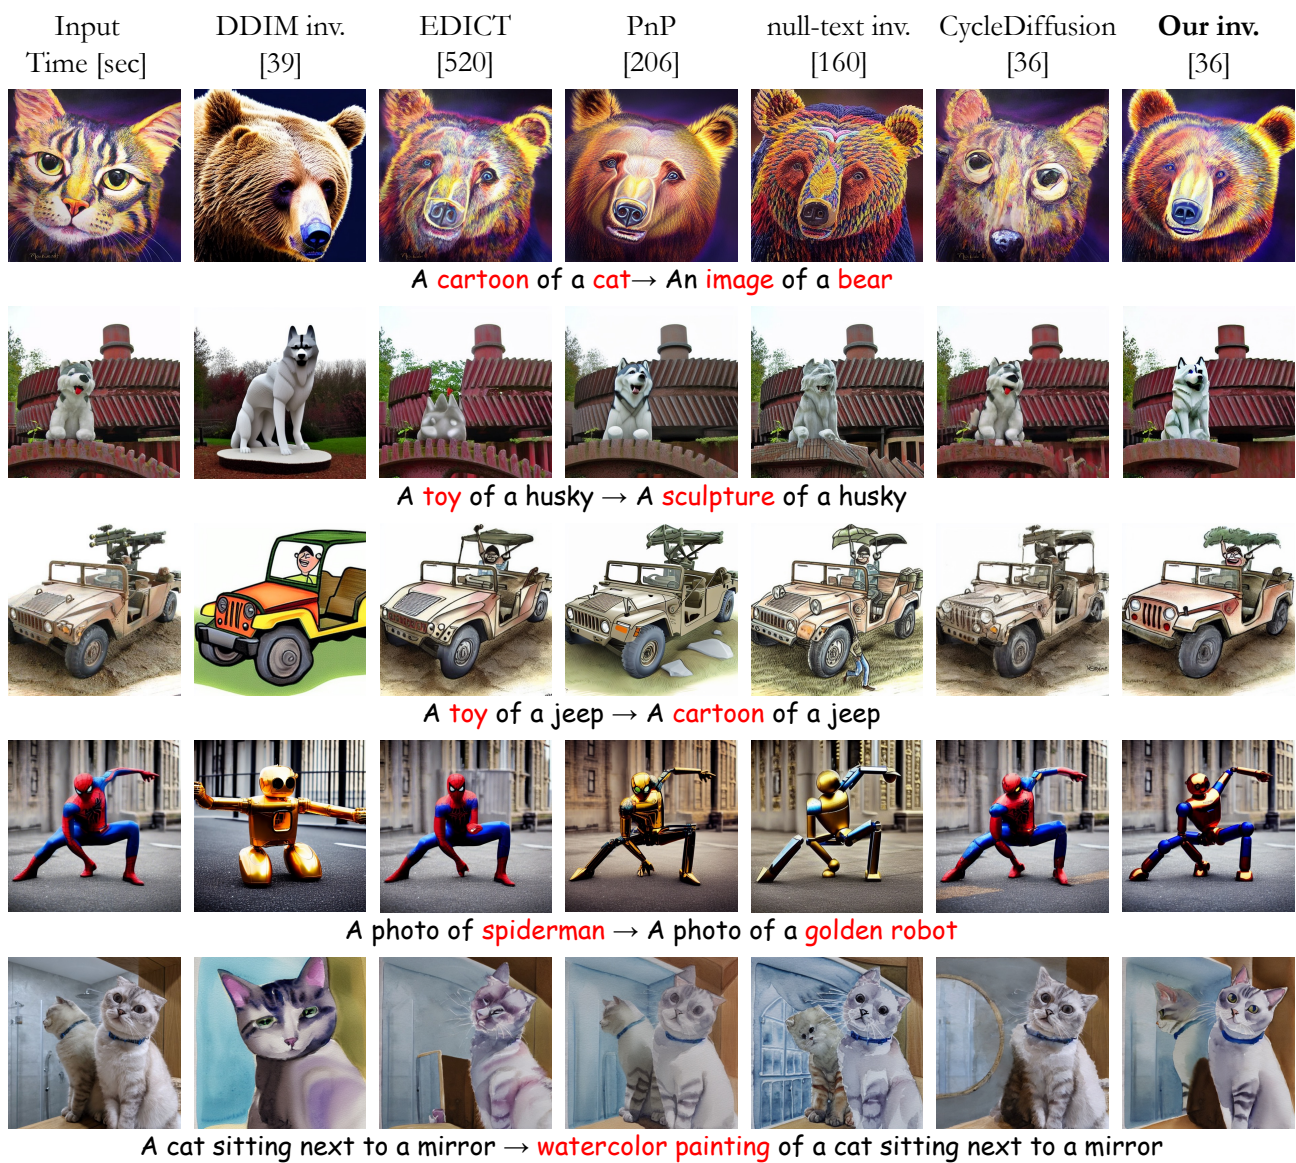 Input DDIM inv. EDICT PnP null-text inv. CycleDiffusion Our inv.
Time [sec] [39] [520] [206] [160] [36] [36]
A cartoon of a cat→ An image of a bear
A toy of a husky → A sculpture of a husky
A toy of a jeep → A cartoon of a jeep
A photo of spiderman → A photo of a golden robot
A cat sitting next to a mirror → watercolor painting of a cat sitting next to a mirror